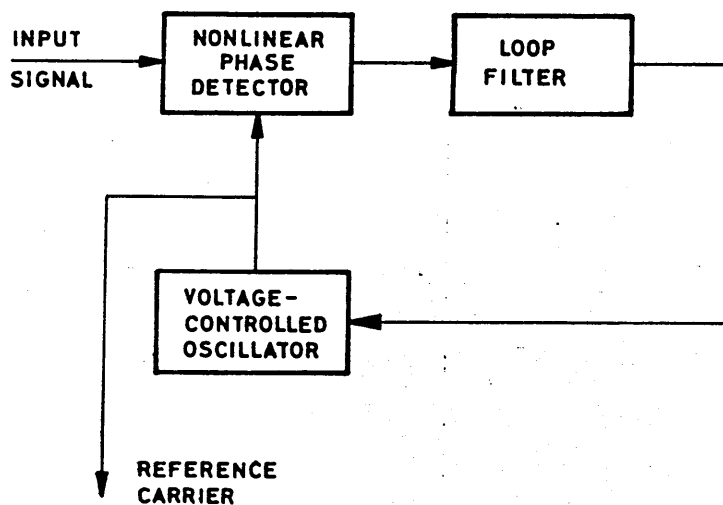 INPUT
SIGNAL
NONLINEAR
PHASE
DETECTOR
LOOP
FILTER
VOLTAGE-
CONTROLLED
OSCILLATOR
REFERENCE
CARRIER